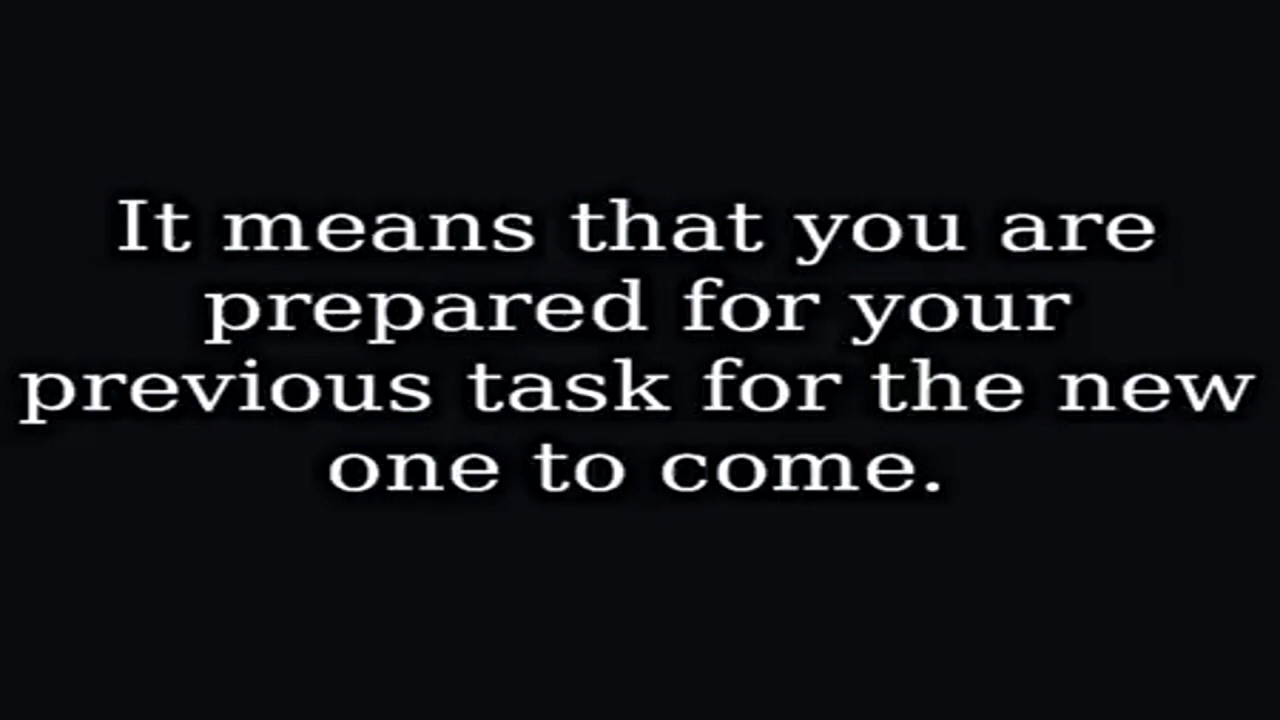 It means that you are
prepared for your
previous task for the new
one to come.